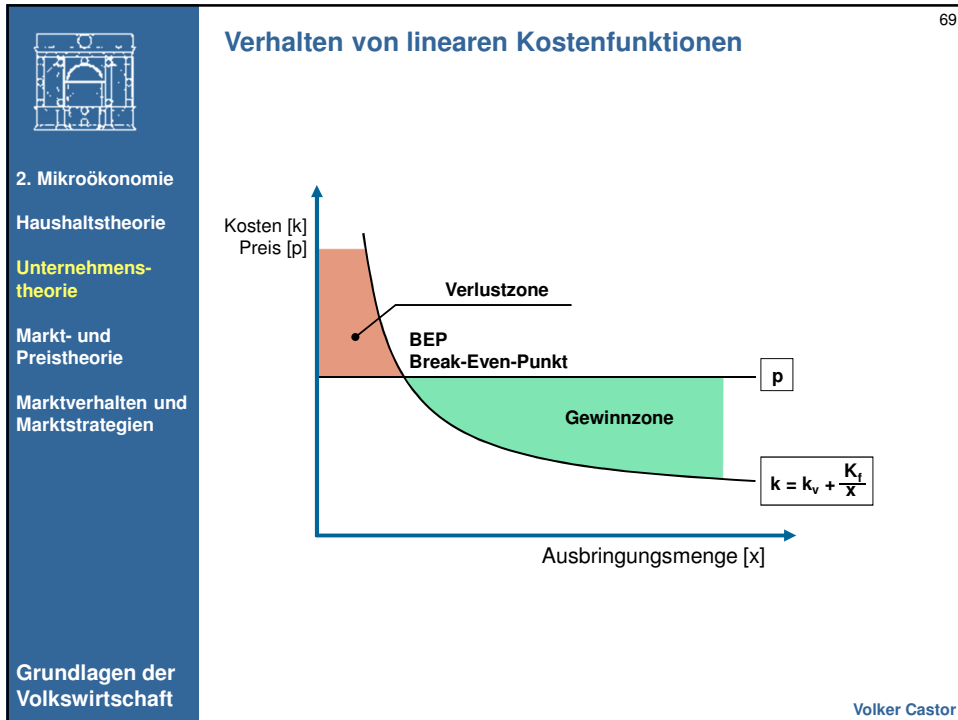 69
Verhalten von linearen Kostenfunktionen
2. Mikroökonomie
Haushaltstheorie
Unternehmens-
theorie
Markt- und
Preistheorie
Marktverhalten und
Marktstrategien
Grundlagen der
Volkswirtschaft
Kosten [k]
Preis [p]
Verlustzone
BEP
Break-Even-Punkt
p
Gewinnzone
k = kᵥ + K_f/x
Ausbringungsmenge [x]
Volker Castor